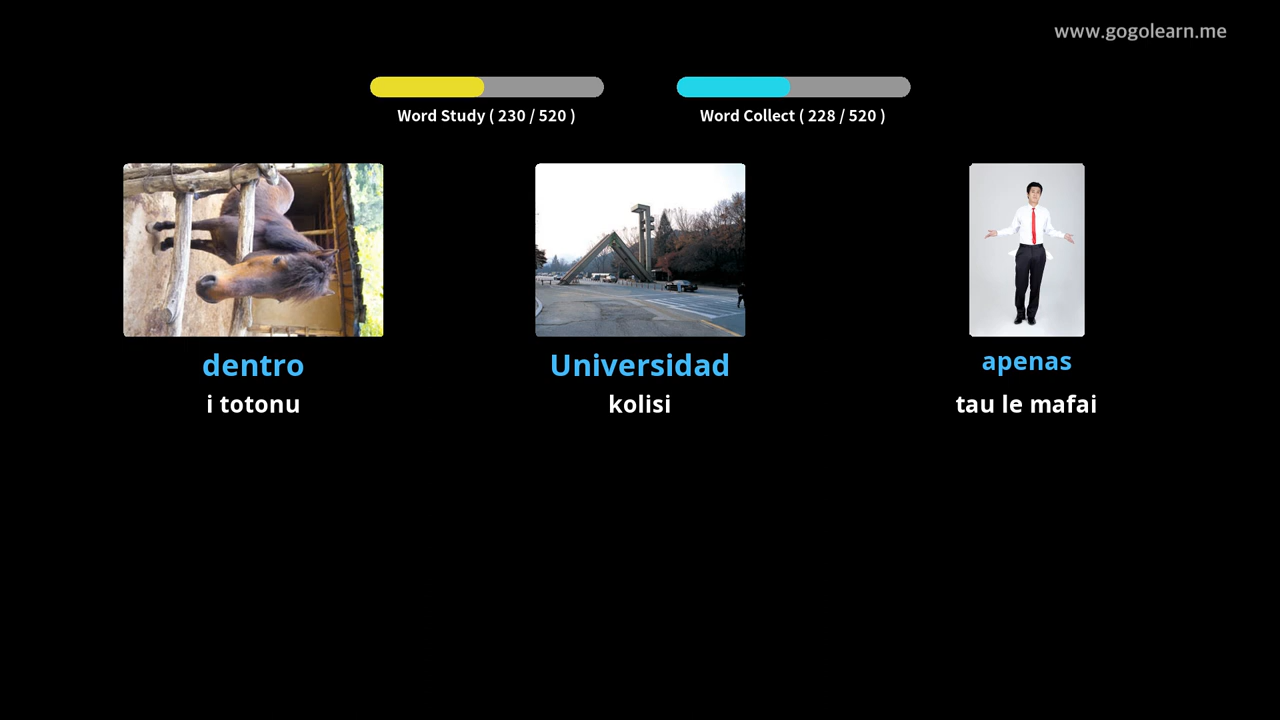 www.gogolearn.me
Word Study ( 230 / 520 )
Word Collect ( 228 / 520 )
dentro
Universidad
apenas
i totonu
kolisi
tau le mafai